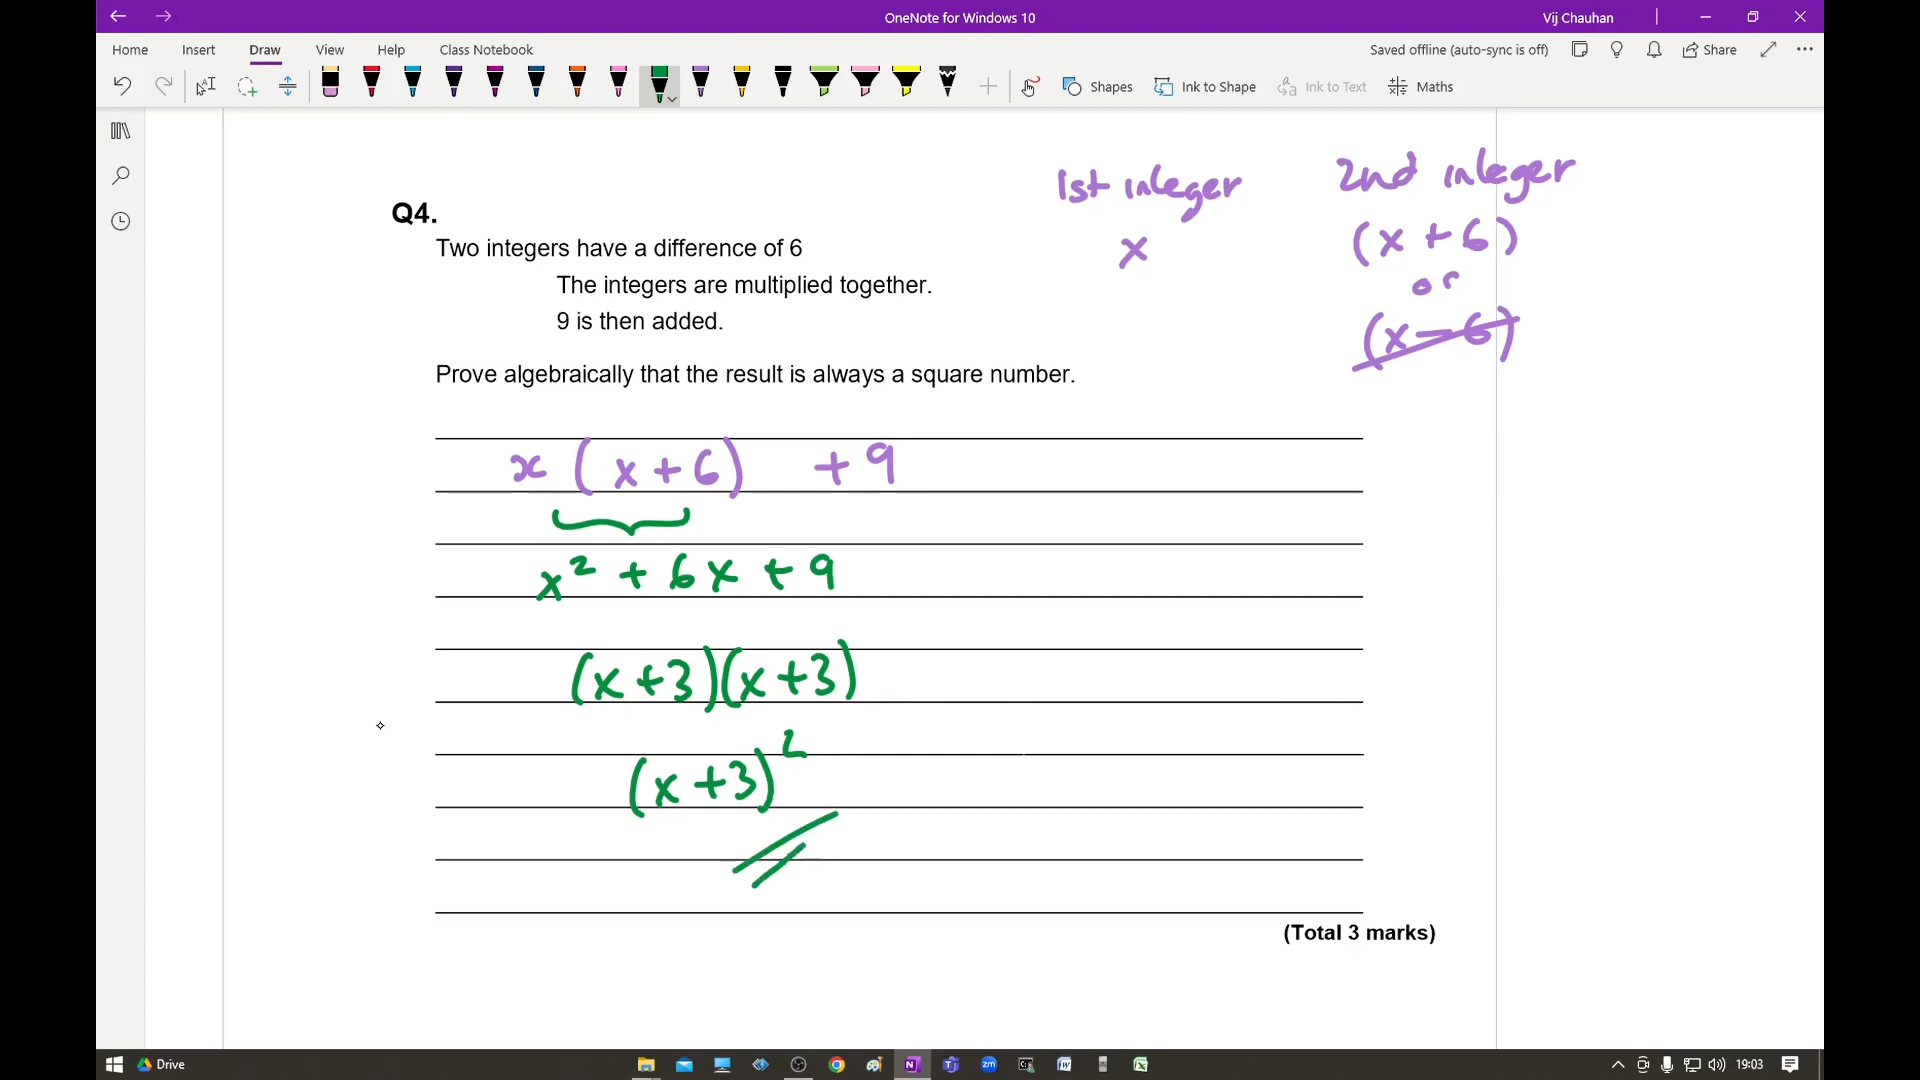 OneNote for Windows 10
Vij Chauhan
Home Insert Draw View Help Class Notebook
Saved offline (auto-sync is off) Share
Shapes Ink to Shape Ink to Text Maths
1st integer 2nd integer
x (x + 6)
or
(x - 6)
Q4.
Two integers have a difference of 6
The integers are multiplied together.
9 is then added.
Prove algebraically that the result is always a square number.
x (x + 6) + 9
x² + 6x + 9
(x + 3)(x + 3)
(x + 3)²
(Total 3 marks)
Drive
19:03